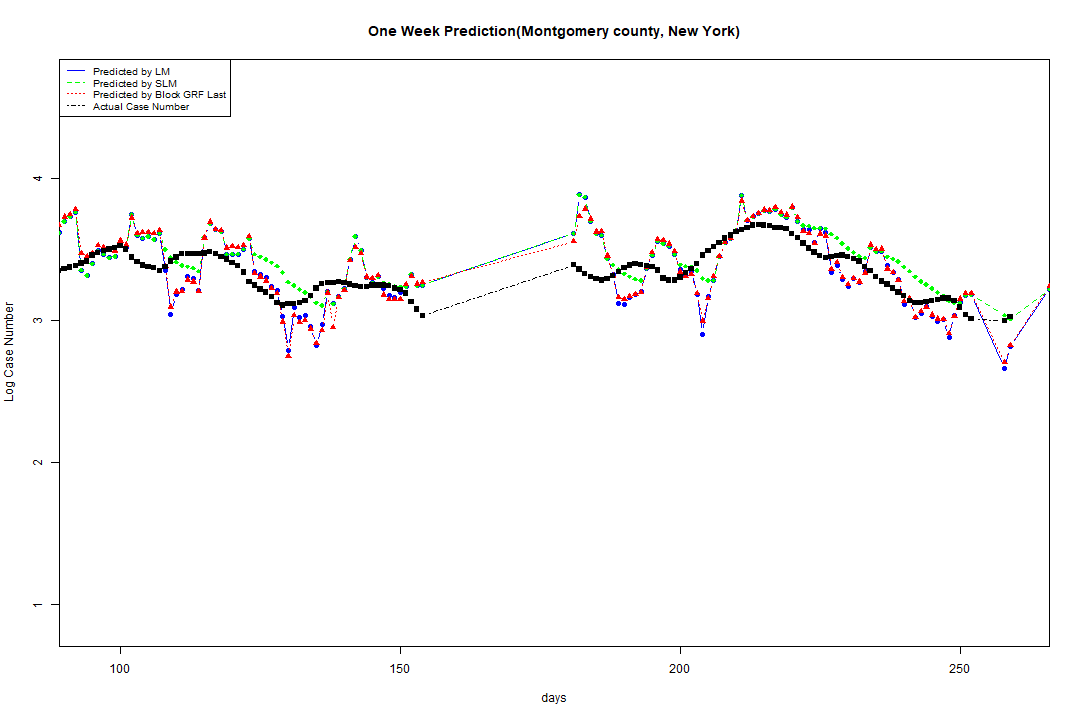 One Week Prediction(Montgomery county, New York)
Predicted by LM
Predicted by SLM
Predicted by Block GRF Last
Actual Case Number
Log Case Number
4
3
2
1
100 150 200 250
days